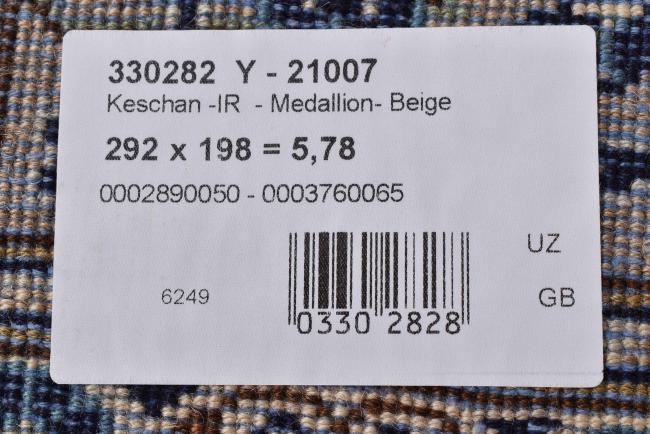 330282 Y - 21007
Keschan -IR - Medallion- Beige
292 x 198 = 5,78
0002890050 - 0003760065
UZ
6249
GB
0330 2828